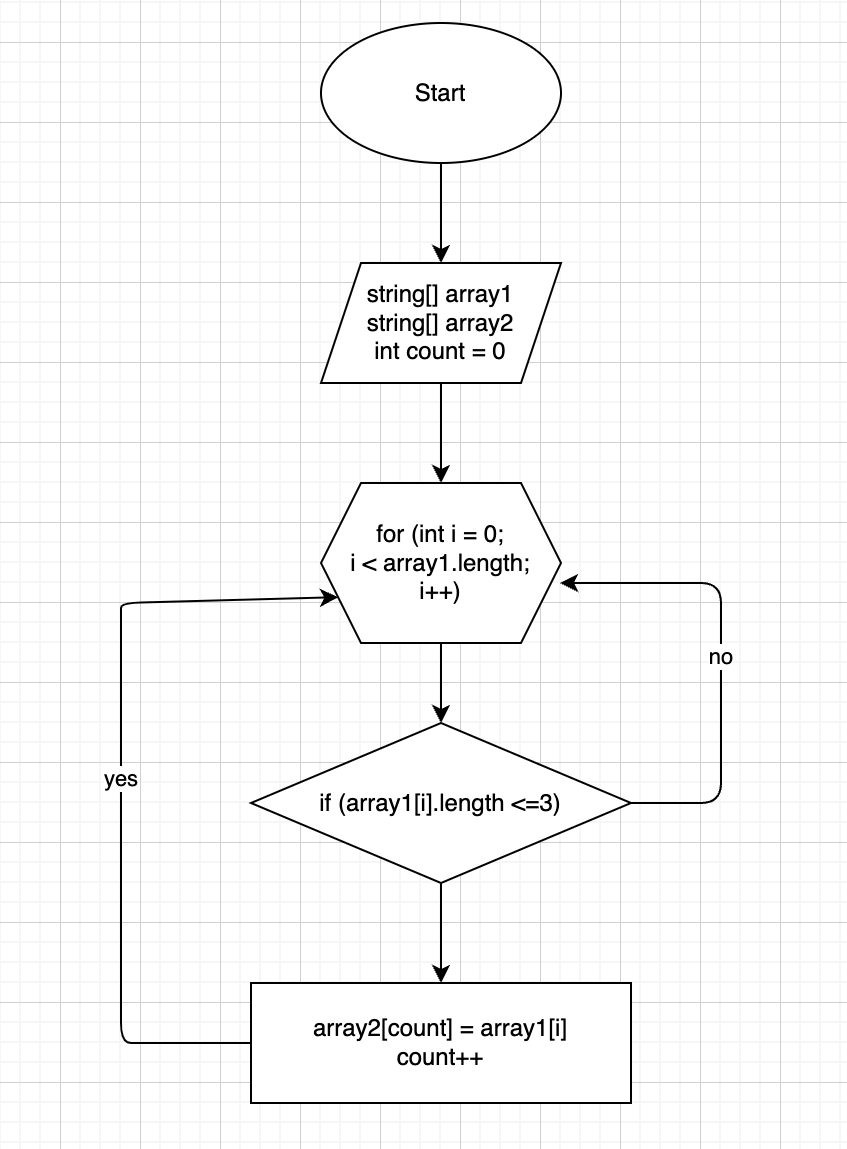 Start
string[] array1
string[] array2
int count = 0
for (int i = 0;
i < array1.length;
i++)
no
yes
if (array1[i].length <=3)
array2[count] = array1[i]
count++